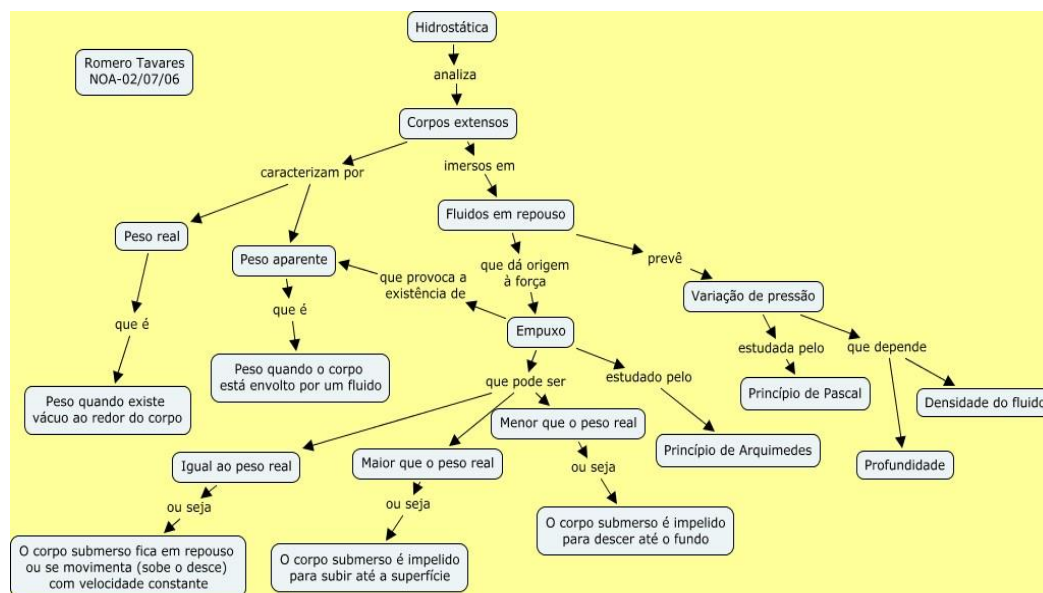 Hidrostática
Romero Tavares
NOA-02/07/06
analiza
Corpos extensos
caracterizam por
imersos em
Fluidos em repouso
Peso real
Peso aparente
que provoca a
existência de
que dá origem
à força
prevê
Variação de pressão
que é
que é
Empuxo
estudada pelo
que depende
Peso quando o corpo
está envolto por um fluido
que pode ser
estudado pelo
Princípio de Pascal
Densidade do fluido
Peso quando existe
vácuo ao redor do corpo
Menor que o peso real
Igual ao peso real
Maior que o peso real
Princípio de Arquimedes
Profundidade
ou seja
ou seja
ou seja
O corpo submerso fica em repouso
ou se movimenta (sobe o desce)
com velocidade constante
O corpo submerso é impelido
para subir até a superfície
O corpo submerso é impelido
para descer até o fundo